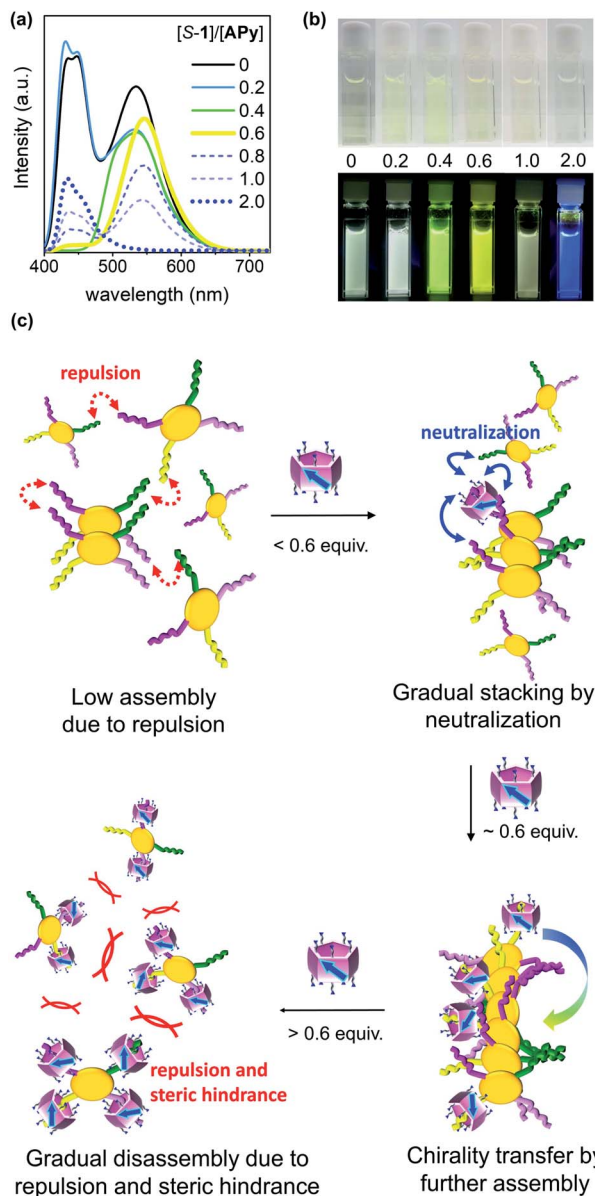 (a)
[S-1]/[APy]
0
0.2
0.4
0.6
0.8
1.0
2.0
Intensity (a.u.)
400 500 600 700
wavelength (nm)
(b)
0 0.2 0.4 0.6 1.0 2.0
(c)
repulsion
< 0.6 equiv.
neutralization
Low assembly
due to repulsion
Gradual stacking by
neutralization
~ 0.6 equiv.
> 0.6 equiv.
repulsion and
steric hindrance
Gradual disassembly due to
repulsion and steric hindrance
Chirality transfer by
further assembly